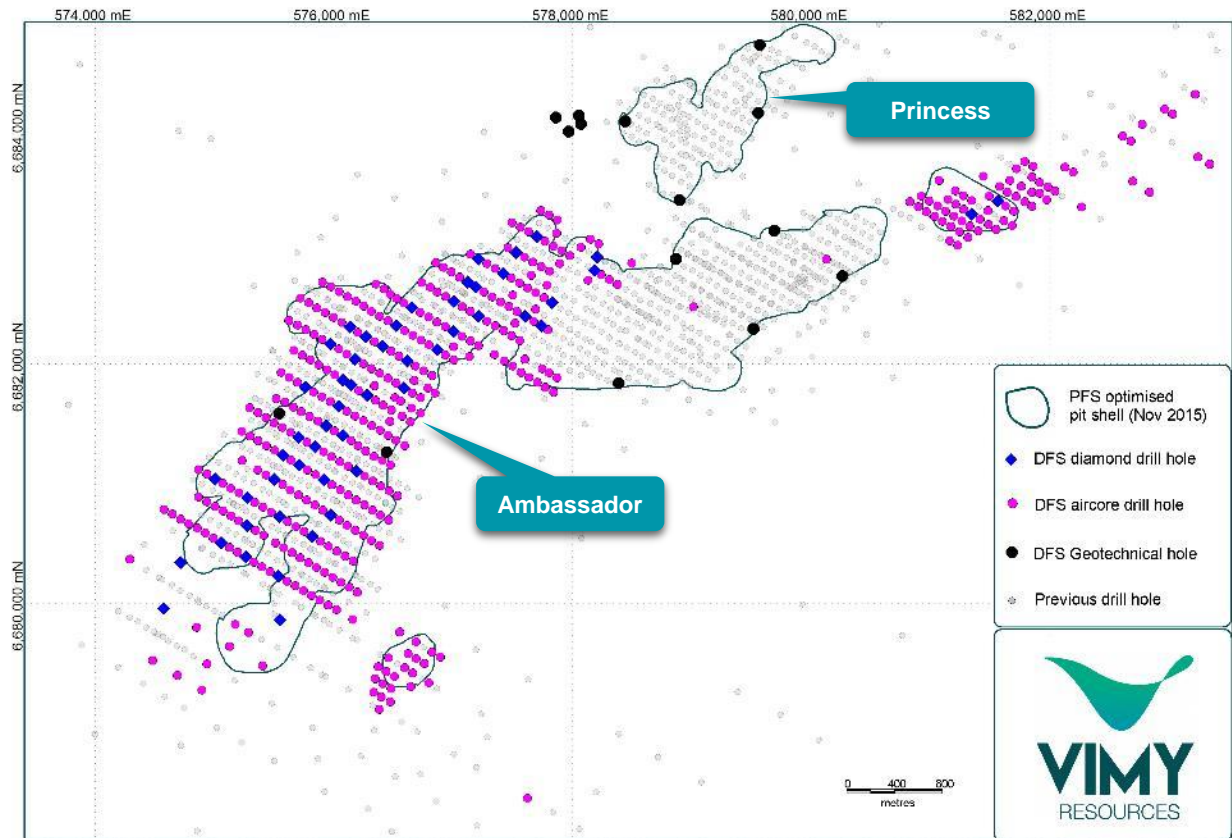 574,000 mE 576,000 mE 578,000 mE 580,000 mE 582,000 mE
6,684,000 mN
Princess
6,682,000 mN
Ambassador
6,680,000 mN
PFS optimised
pit shell (Nov 2015)
DFS diamond drill hole
DFS aircore drill hole
DFS Geotechnical hole
Previous drill hole
0 400 800
metres
VIMY
RESOURCES